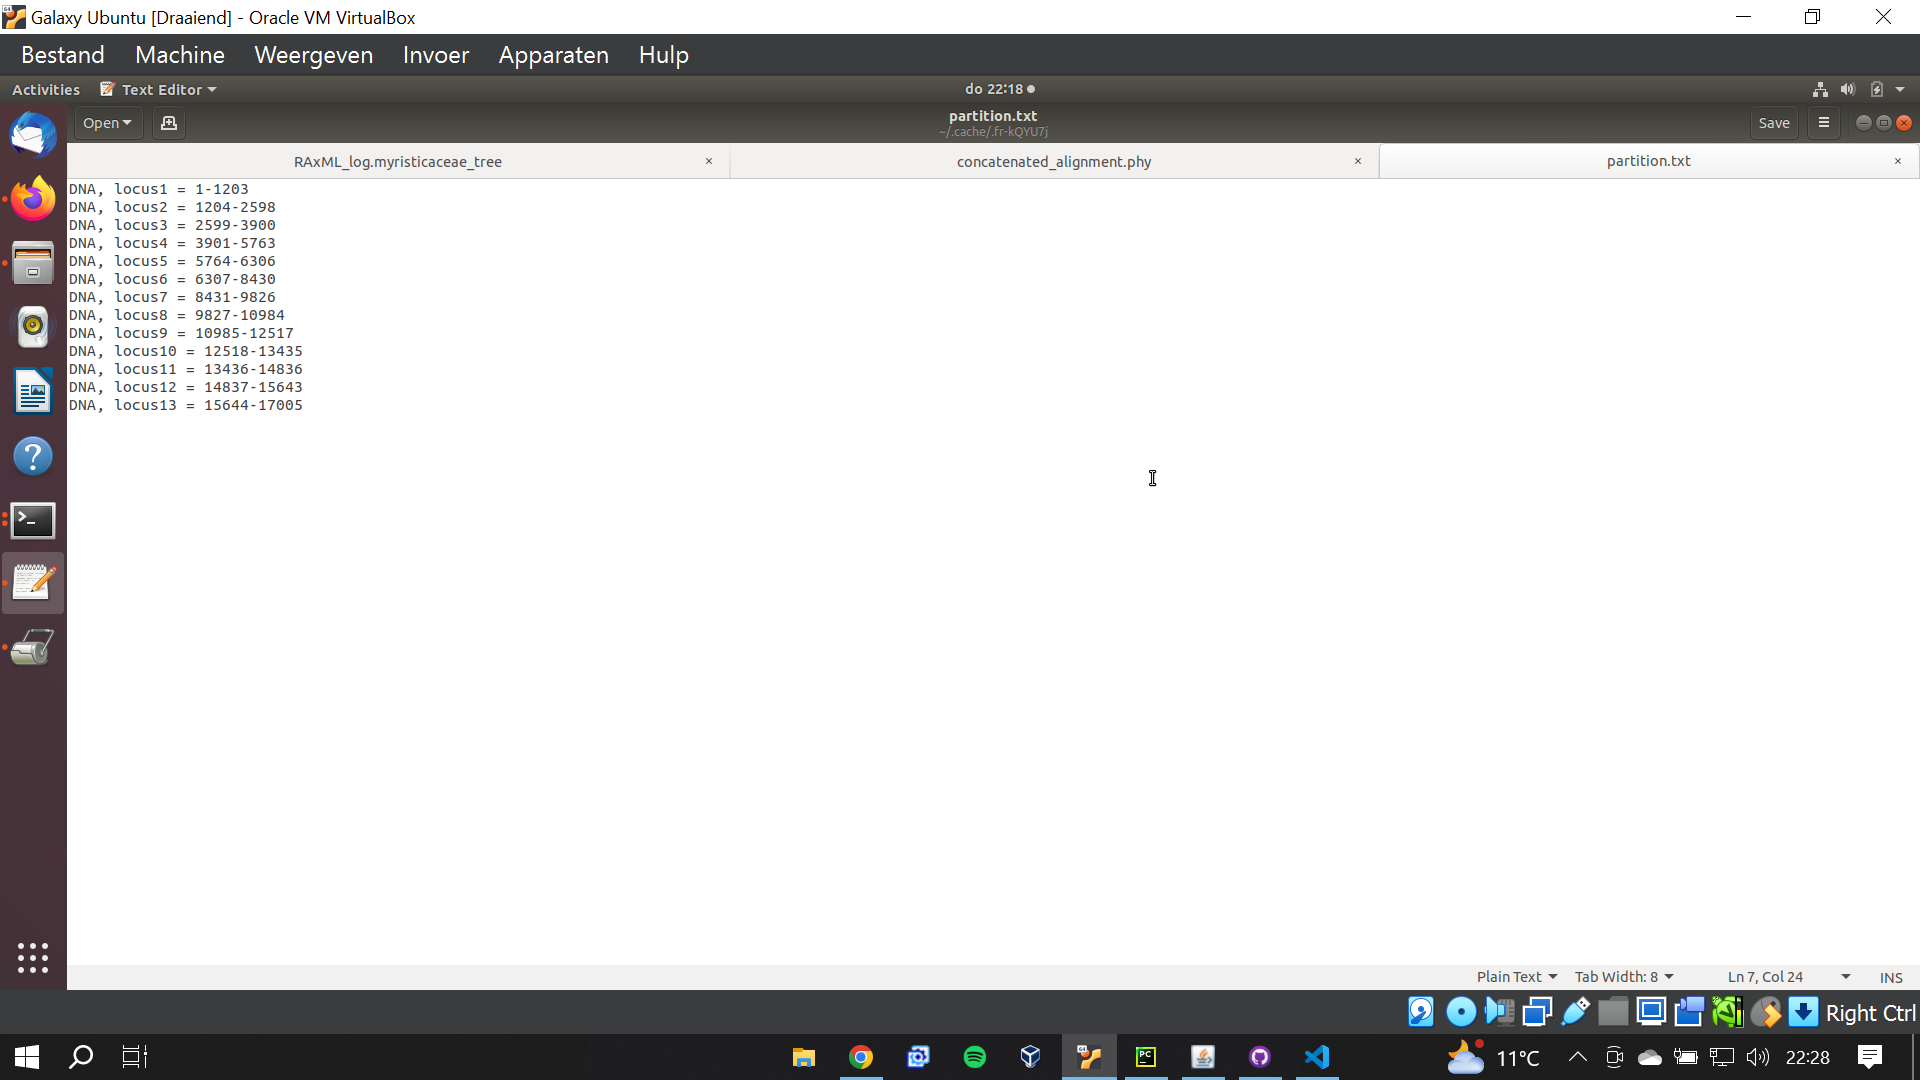 Galaxy Ubuntu [Draaiend] - Oracle VM VirtualBox
Bestand Machine Weergeven Invoer Apparaten Hulp
Activities Text Editor do 22:18
Open partition.txt Save
~/.cache/.fr-kQYU7j
RAxML_log.myristicaceae_tree × concatenated_alignment.phy × partition.txt ×
DNA, locus1 = 1-1203
DNA, locus2 = 1204-2598
DNA, locus3 = 2599-3900
DNA, locus4 = 3901-5763
DNA, locus5 = 5764-6306
DNA, locus6 = 6307-8430
DNA, locus7 = 8431-9826
DNA, locus8 = 9827-10984
DNA, locus9 = 10985-12517
DNA, locus10 = 12518-13435
DNA, locus11 = 13436-14836
DNA, locus12 = 14837-15643
DNA, locus13 = 15644-17005
Plain Text Tab Width: 8 Ln 7, Col 24 INS
Right Ctrl
PC 11°C 22:28